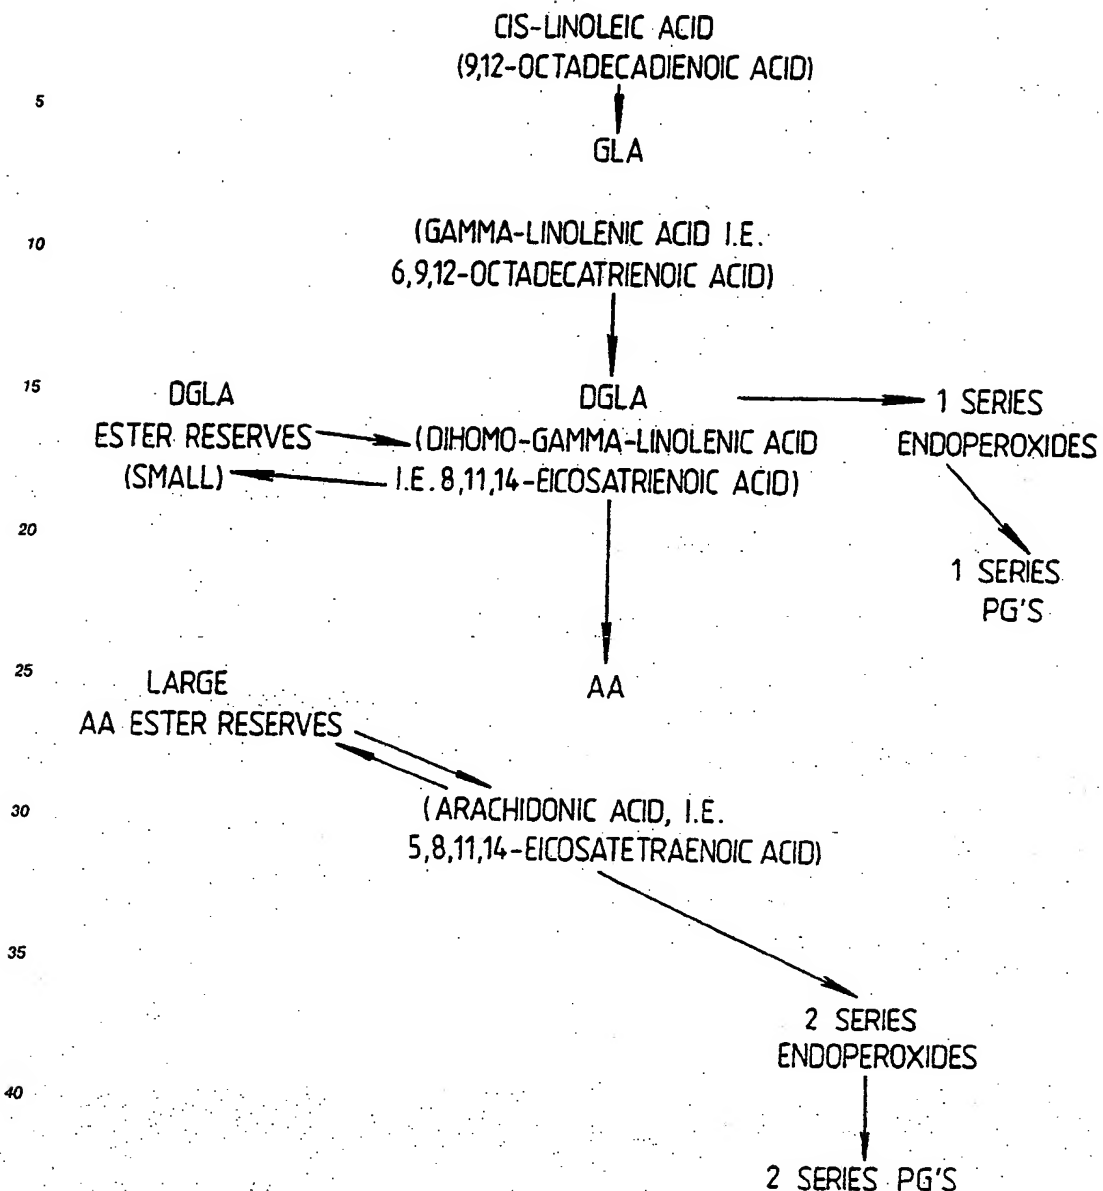 CIS-LINOLEIC ACID
(9,12-OCTADECADIENOIC ACID)
5
GLA
10
(GAMMA-LINOLENIC ACID I.E.
6,9,12-OCTADECATRIENOIC ACID)
15
DGLA
ESTER RESERVES
(SMALL)
DGLA
(DIHOMO-GAMMA-LINOLENIC ACID
I.E. 8,11,14-EICOSATRIENOIC ACID)
1 SERIES
ENDOPEROXIDES
20
1 SERIES
PG'S
25
LARGE
AA ESTER RESERVES
AA
30
(ARACHIDONIC ACID, I.E.
5,8,11,14-EICOSATETRAENOIC ACID)
35
2 SERIES
ENDOPEROXIDES
40
2 SERIES PG'S